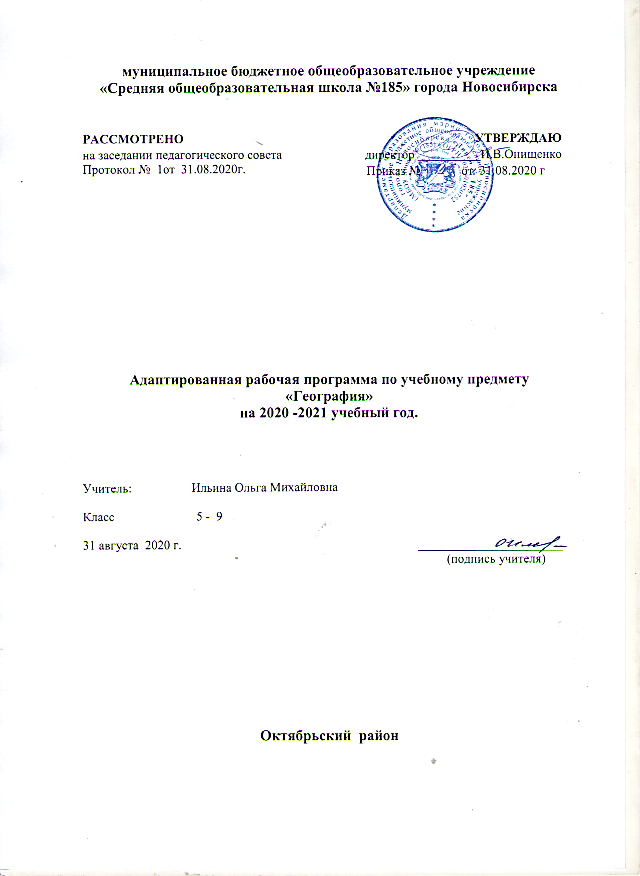 муниципальное бюджетное общеобразовательное учреждение
«Средняя общеобразовательная школа №185» города Новосибирска
РАССМОТРЕНО УТВЕРЖДАЮ
на заседании педагогического совета директор И.В.Онищенко
Протокол № 1от 31.08.2020г. Приказ № от 31.08.2020 г
Адаптированная рабочая программа по учебному предмету
«География»
на 2020 -2021 учебный год.
Учитель: Ильина Ольга Михайловна
Класс 5 - 9
31 августа 2020 г.
(подпись учителя)
Октябрьский район